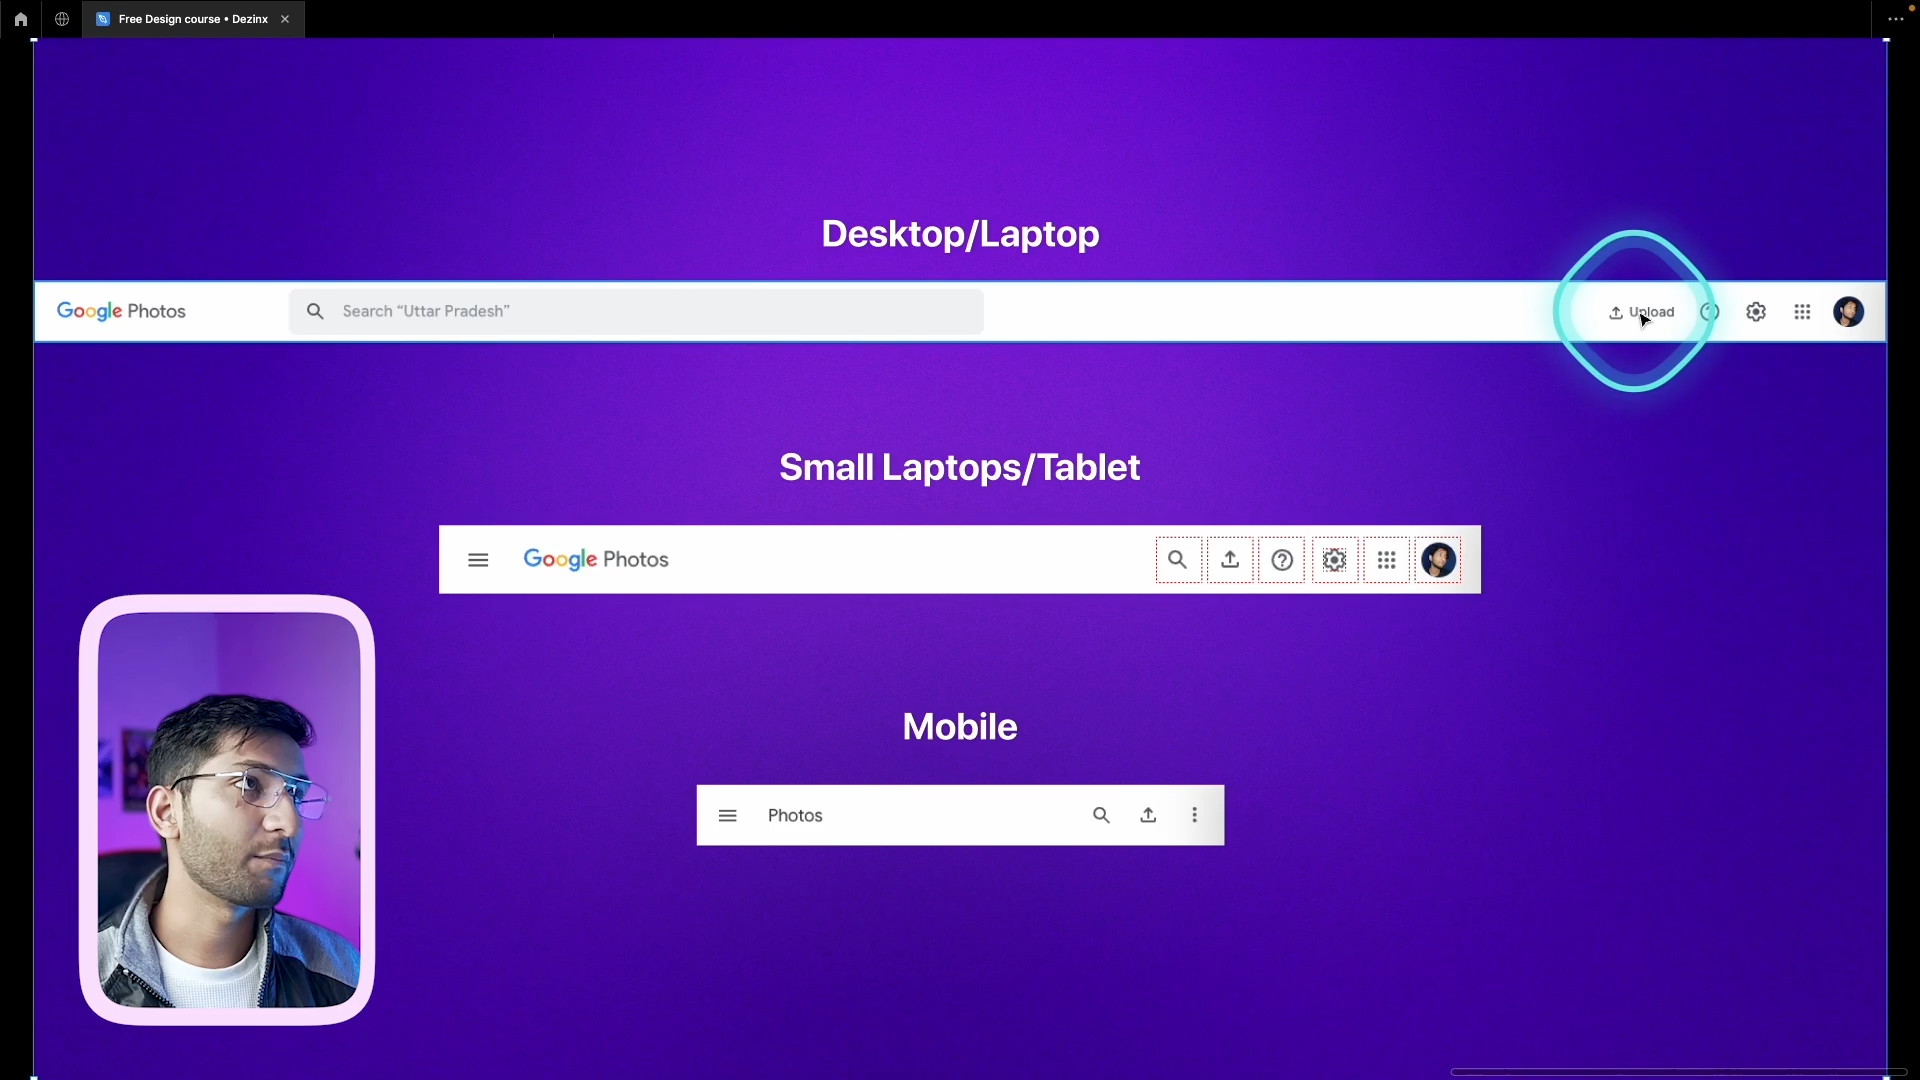 Free Design course • Dezinx
Desktop/Laptop
Google Photos
Search “Uttar Pradesh”
Upload
Small Laptops/Tablet
Google Photos
Mobile
Photos